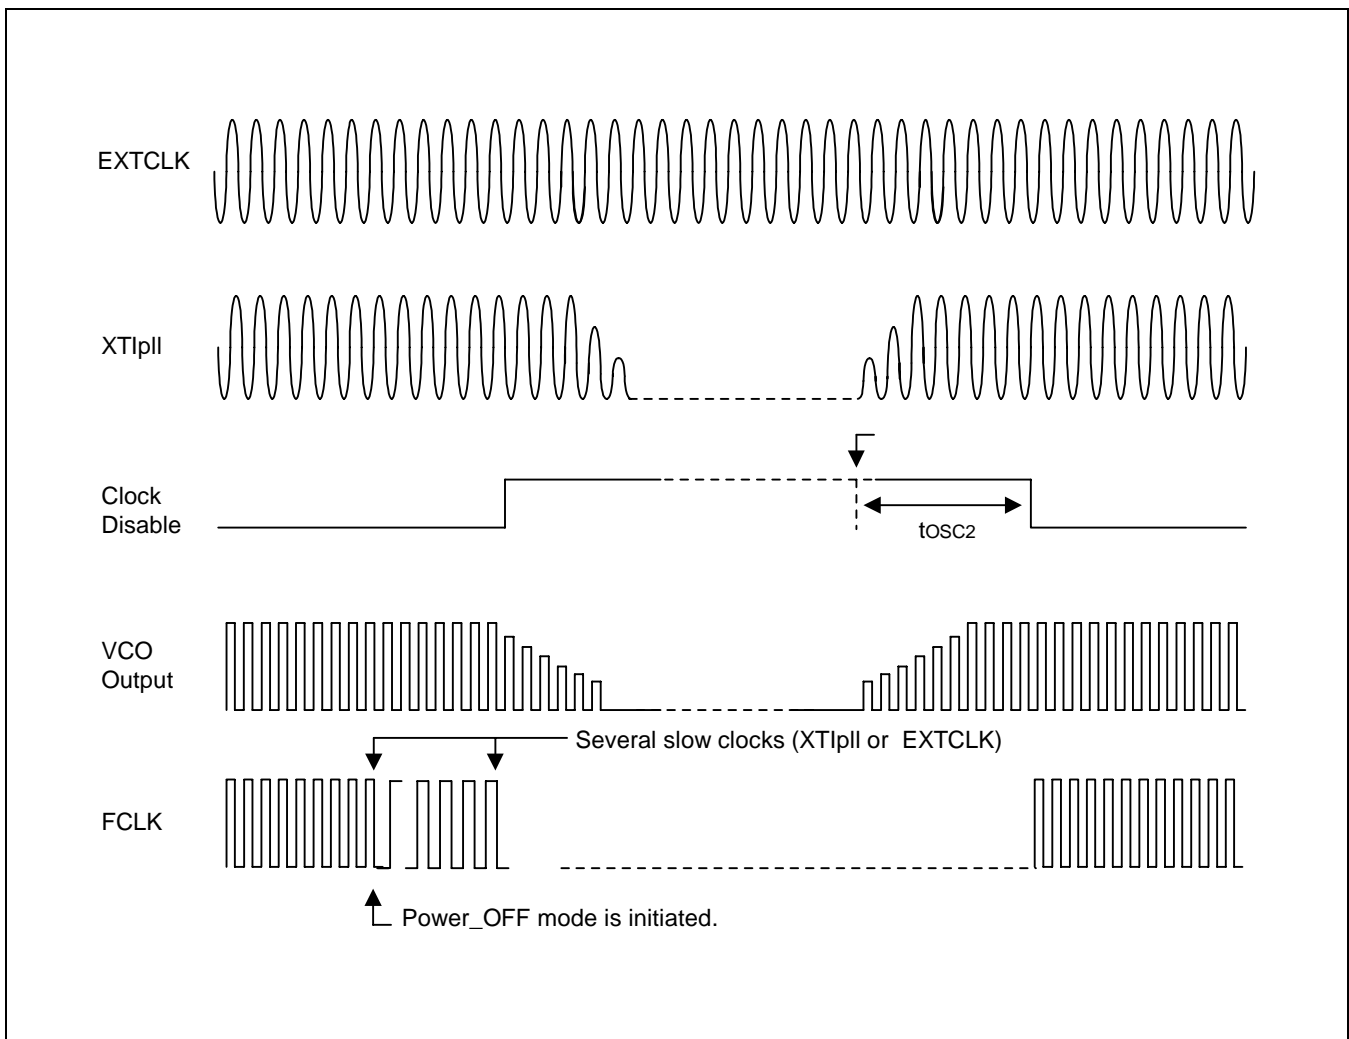 EXTCLK
XTIpll
Clock
Disable
tOSC2
VCO
Output
Several slow clocks (XTIpll or EXTCLK)
FCLK
Power_OFF mode is initiated.